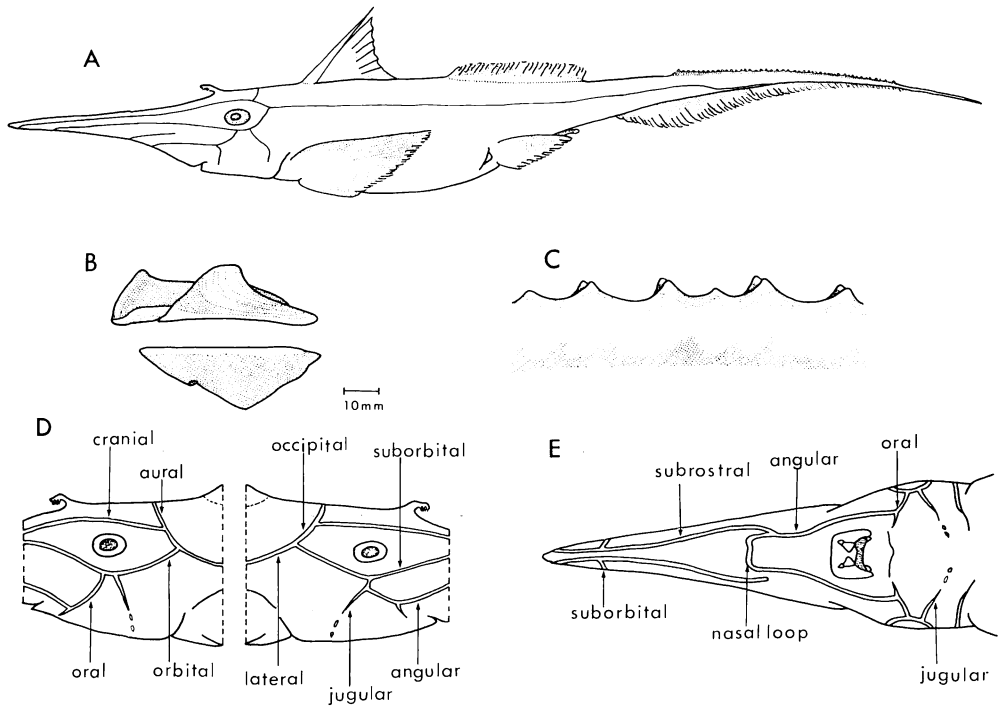 A
B
C
10mm
D
cranial
aural
occipital
suborbital
oral
orbital
lateral
jugular
angular
E
subrostral
angular
oral
suborbital
nasal loop
jugular